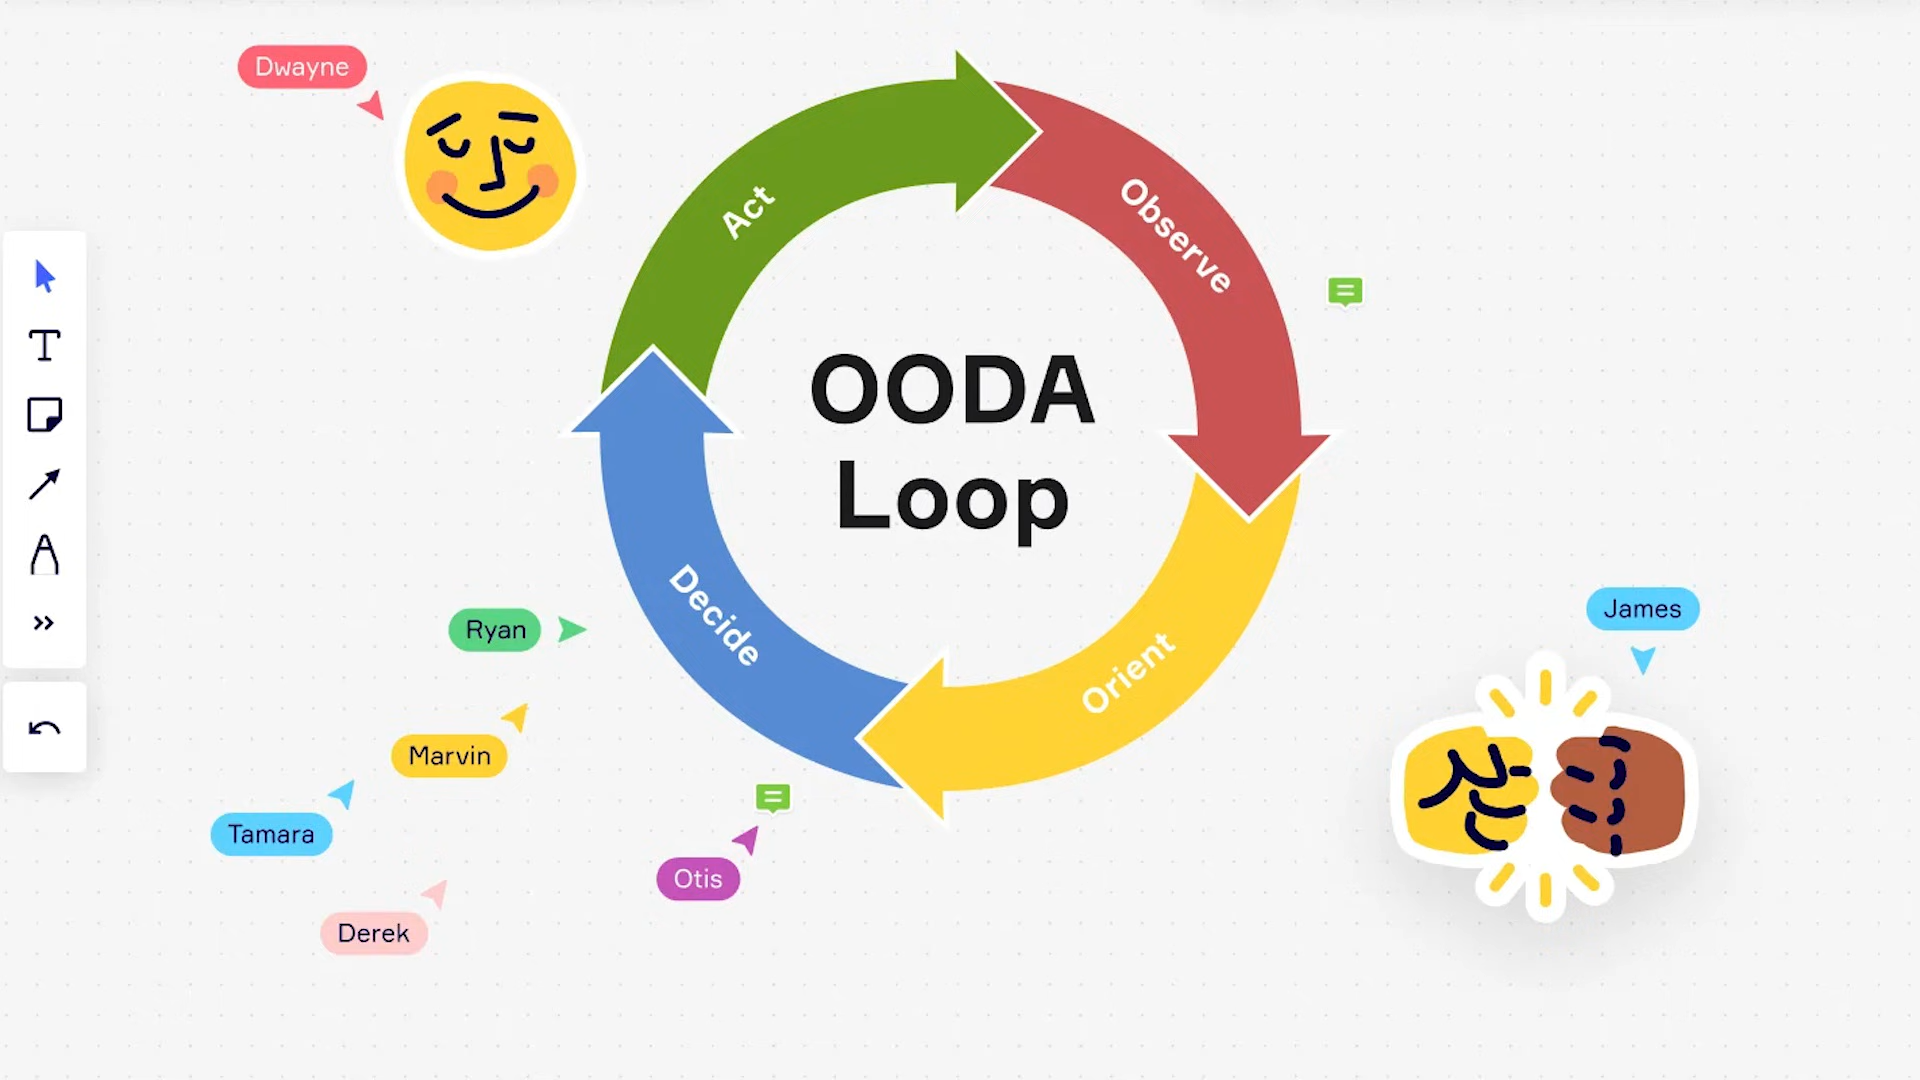 Dwayne
Act
Observe
OODA
Loop
Decide
Orient
Ryan
James
Marvin
Tamara
Otis
Derek